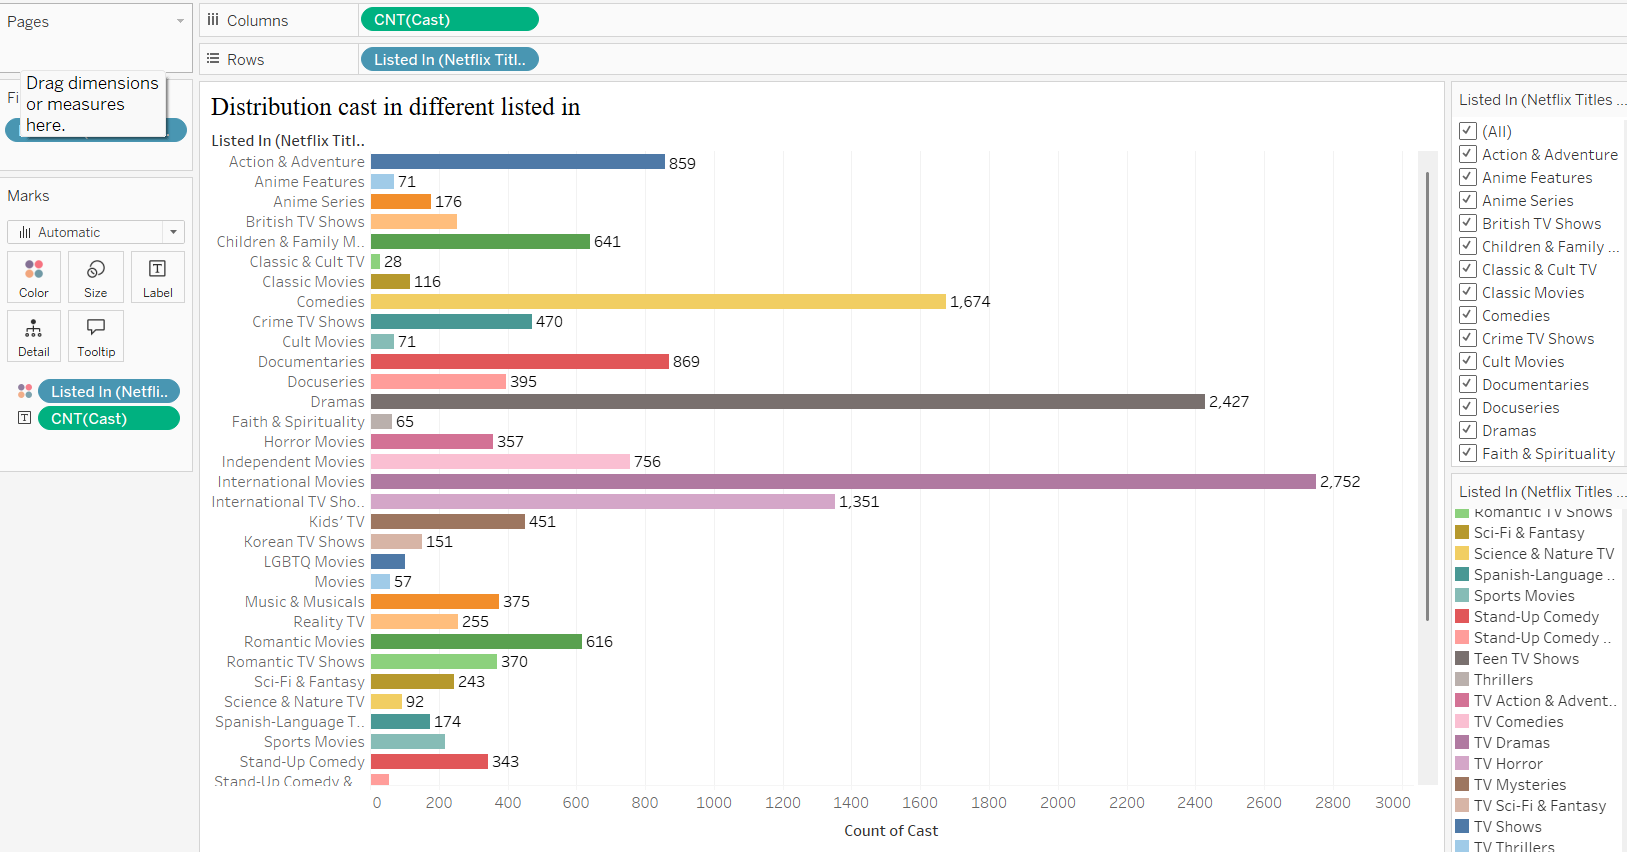 Pages
Drag dimensions
or measures
here.
Fi
Marks
Automatic
Color
Size
Label
Detail
Tooltip
Listed In (Netfli..
CNT(Cast)
Columns
CNT(Cast)
Rows
Listed In (Netflix Titl..
Distribution cast in different listed in
Listed In (Netflix Titl..
Action & Adventure 859
Anime Features 71
Anime Series 176
British TV Shows
Children & Family M.. 641
Classic & Cult TV 28
Classic Movies 116
Comedies 1,674
Crime TV Shows 470
Cult Movies 71
Documentaries 869
Docuseries 395
Dramas 2,427
Faith & Spirituality 65
Horror Movies 357
Independent Movies 756
International Movies 2,752
International TV Sho.. 1,351
Kids' TV 451
Korean TV Shows 151
LGBTQ Movies
Movies 57
Music & Musicals 375
Reality TV 255
Romantic Movies 616
Romantic TV Shows 370
Sci-Fi & Fantasy 243
Science & Nature TV 92
Spanish-Language T.. 174
Sports Movies
Stand-Up Comedy 343
Stand-Up Comedy &
0 200 400 600 800 1000 1200 1400 1600 1800 2000 2200 2400 2600 2800 3000
Count of Cast
Listed In (Netflix Titles ...
(All)
Action & Adventure
Anime Features
Anime Series
British TV Shows
Children & Family ...
Classic & Cult TV
Classic Movies
Comedies
Crime TV Shows
Cult Movies
Documentaries
Docuseries
Dramas
Faith & Spirituality
Listed In (Netflix Titles ...
Romantic TV Shows
Sci-Fi & Fantasy
Science & Nature TV
Spanish-Language ..
Sports Movies
Stand-Up Comedy
Stand-Up Comedy ..
Teen TV Shows
Thrillers
TV Action & Advent..
TV Comedies
TV Dramas
TV Horror
TV Mysteries
TV Sci-Fi & Fantasy
TV Shows
TV Thrillers